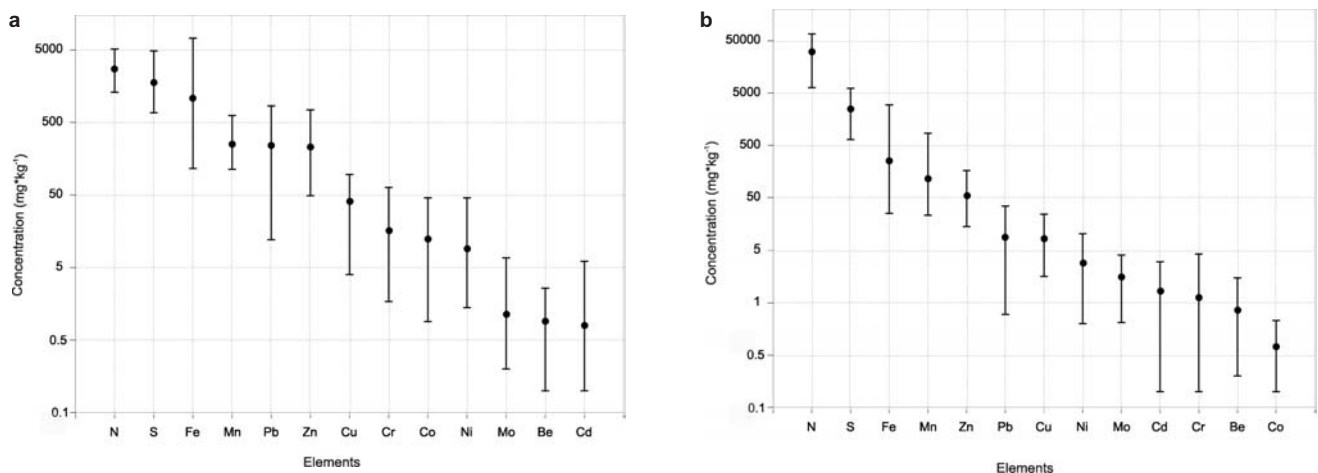 a
5000
500
50
5
0.5
0.1
Concentration (mg*kg⁻¹)
N S Fe Mn Pb Zn Cu Cr Co Ni Mo Be Cd
Elements
b
50000
5000
500
50
5
1
0.5
0.1
Concentration (mg*kg⁻¹)
N S Fe Mn Zn Pb Cu Ni Mo Cd Cr Be Co
Elements